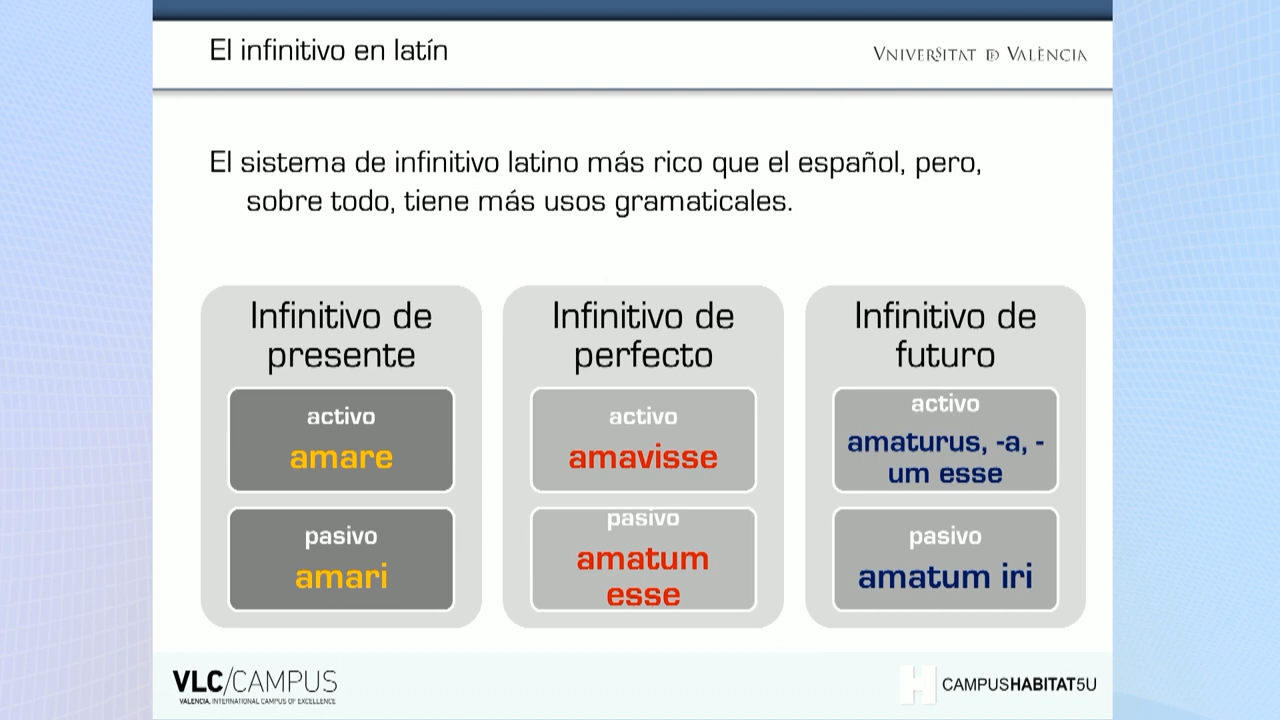 El infinitivo en latín
VNIVERSITAT DE VALÈNCIA
El sistema de infinitivo latino más rico que el español, pero,
sobre todo, tiene más usos gramaticales.
Infinitivo de
presente
activo
amare
pasivo
amari
Infinitivo de
perfecto
activo
amavisse
pasivo
amatum
esse
Infinitivo de
futuro
activo
amaturus, -a, -
um esse
pasivo
amatum iri
VLC/CAMPUS
VALENCIA, INTERNATIONAL CAMPUS OF EXCELLENCE
H CAMPUSHABITAT5U